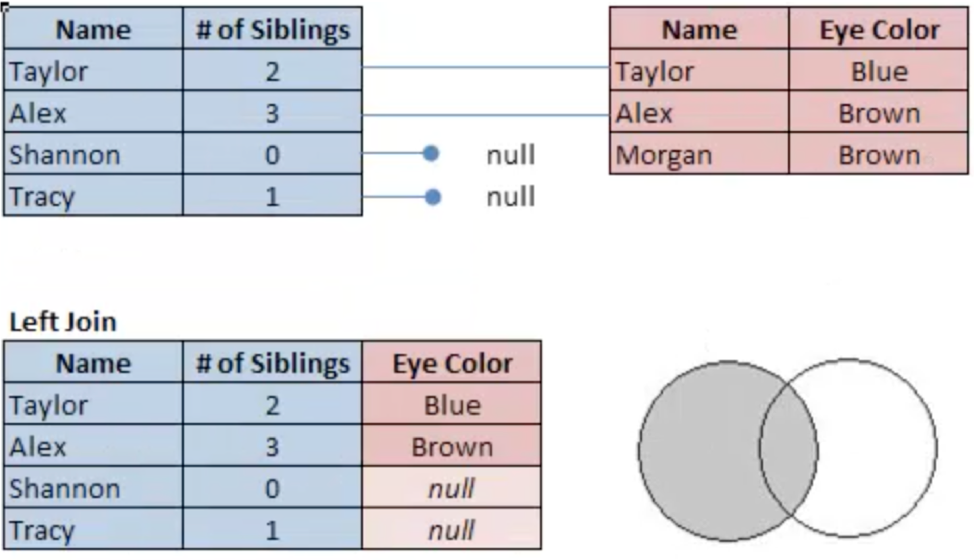 Name # of Siblings Name Eye Color
Taylor 2 Taylor Blue
Alex 3 Alex Brown
Shannon 0 null Morgan Brown
Tracy 1 null
Left Join
Name # of Siblings Eye Color
Taylor 2 Blue
Alex 3 Brown
Shannon 0 null
Tracy 1 null